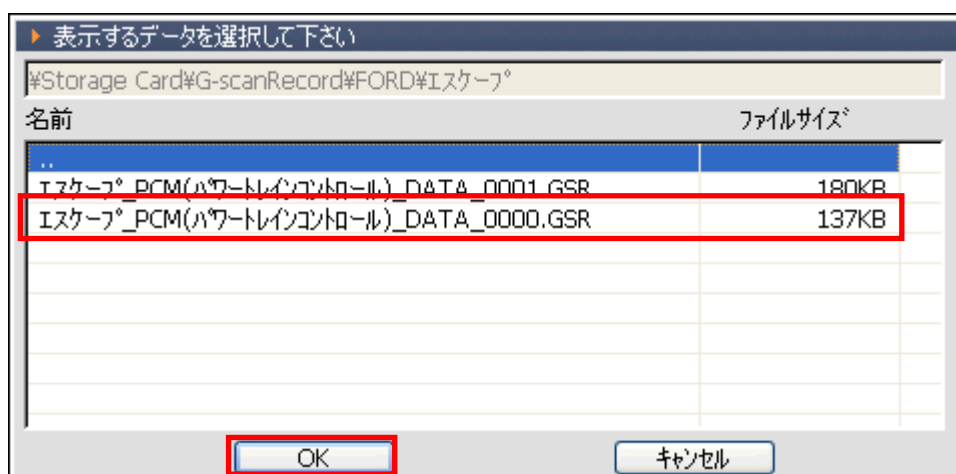 表示するデータを選択して下さい
¥Storage Card¥G-scanRecord¥FORD¥ｴｽｹｰﾌﾟ
名前 ﾌｧｲﾙｻｲｽﾞ
..
ｴｽｹｰﾌﾟ_PCM(ﾊﾟﾜｰﾄﾚｲﾝｺﾝﾄﾛｰﾙ)_DATA_0001.GSR 180KB
ｴｽｹｰﾌﾟ_PCM(ﾊﾟﾜｰﾄﾚｲﾝｺﾝﾄﾛｰﾙ)_DATA_0000.GSR 137KB
OK ｷｬﾝｾﾙ